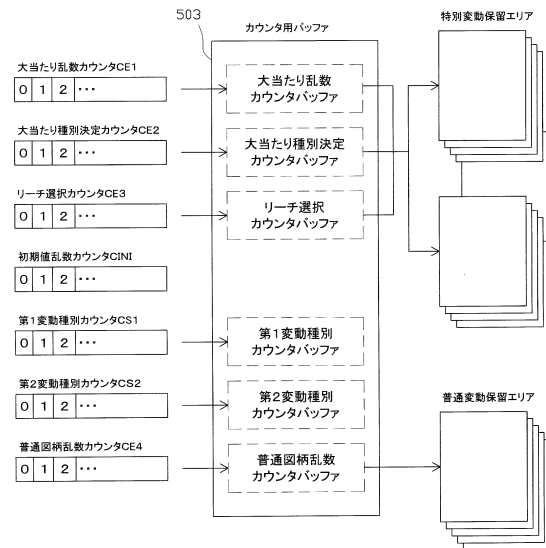 503
カウンタ用バッファ
特別変動保留エリア
大当たり乱数カウンタCE1
0 1 2 ･･･
大当たり乱数
カウンタバッファ
大当たり種別決定カウンタCE2
0 1 2 ･･･
大当たり種別決定
カウンタバッファ
リーチ選択カウンタCE3
0 1 2 ･･･
リーチ選択
カウンタバッファ
初期値乱数カウンタCINI
0 1 2 ･･･
第1変動種別カウンタCS1
0 1 2 ･･･
第1変動種別
カウンタバッファ
第2変動種別カウンタCS2
0 1 2 ･･･
第2変動種別
カウンタバッファ
普通変動保留エリア
普通図柄乱数カウンタCE4
0 1 2 ･･･
普通図柄乱数
カウンタバッファ